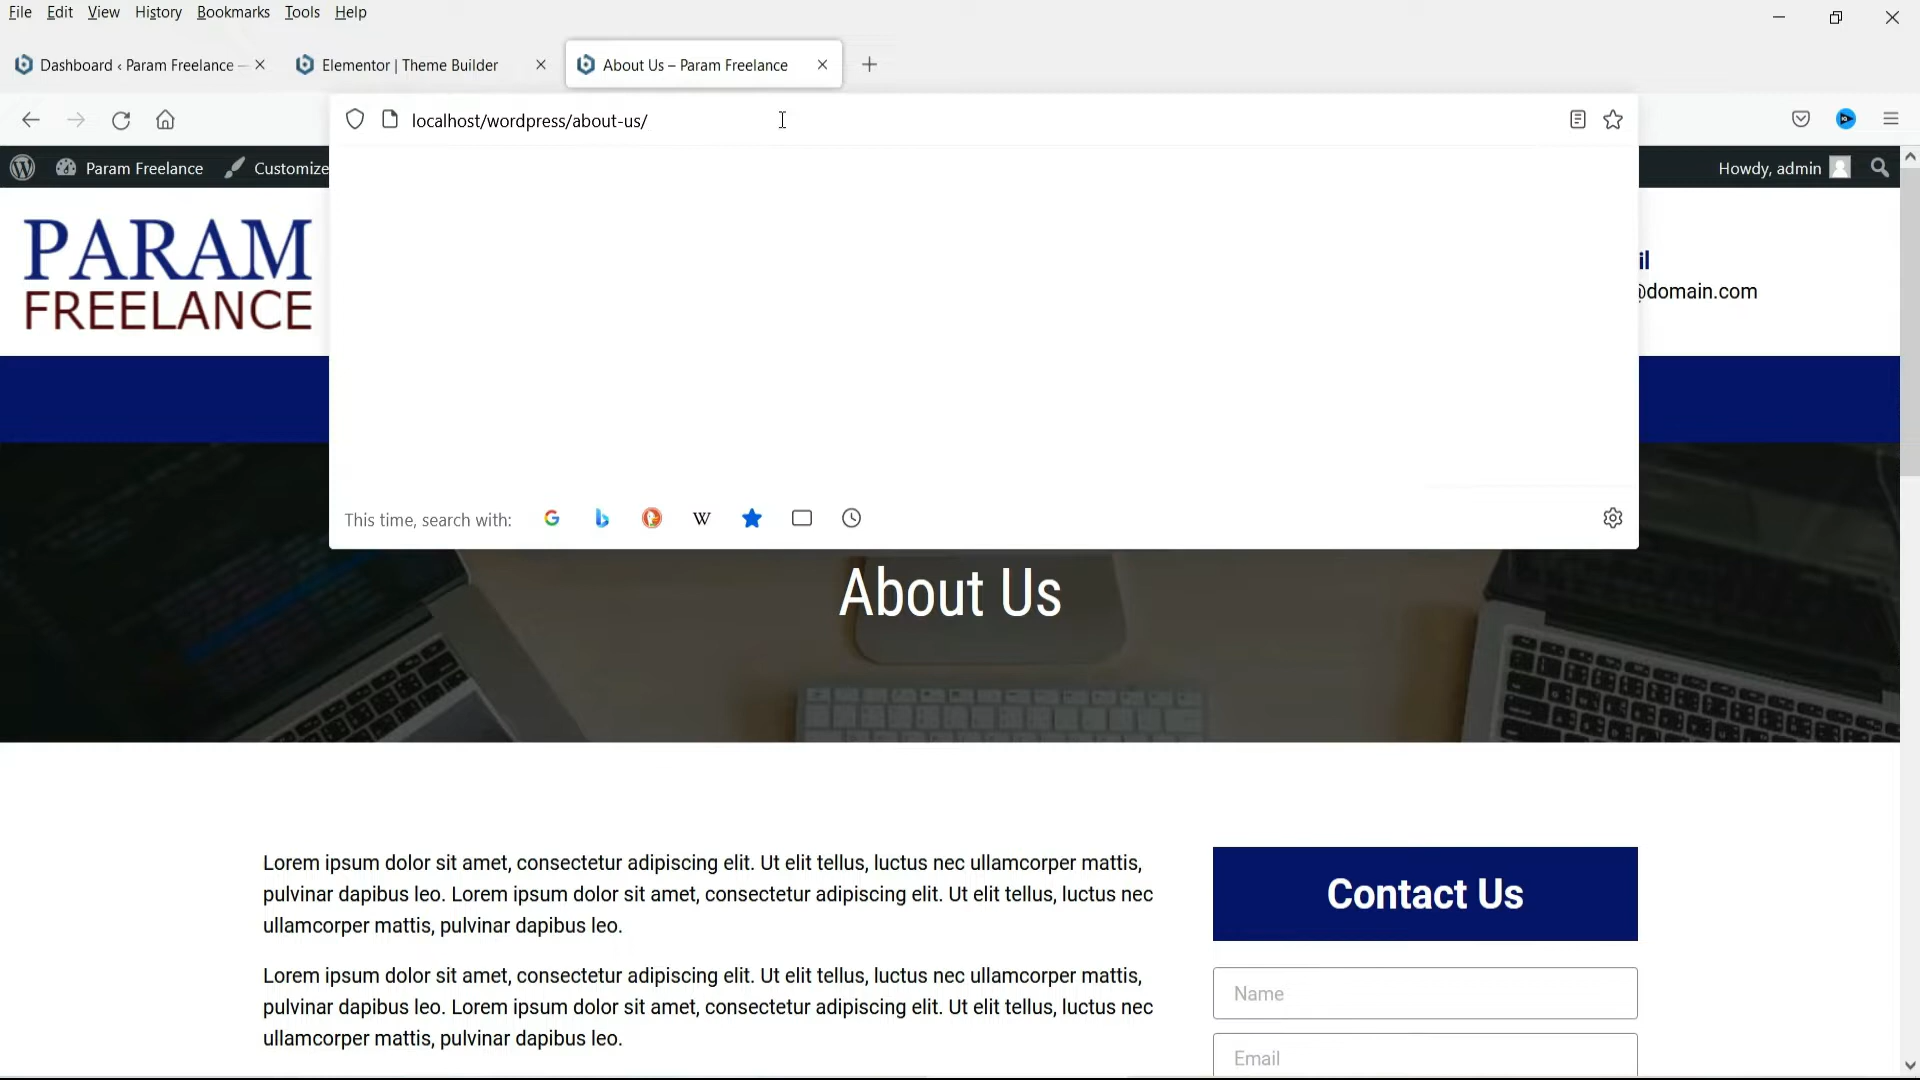 File Edit View History Bookmarks Tools Help
Dashboard ‹ Param Freelance — Elementor | Theme Builder About Us – Param Freelance
localhost/wordpress/about-us/
Param Freelance Customize Howdy, admin
PARAM
FREELANCE
il
@domain.com
This time, search with:
About Us
Lorem ipsum dolor sit amet, consectetur adipiscing elit. Ut elit tellus, luctus nec ullamcorper mattis,
pulvinar dapibus leo. Lorem ipsum dolor sit amet, consectetur adipiscing elit. Ut elit tellus, luctus nec
ullamcorper mattis, pulvinar dapibus leo.
Lorem ipsum dolor sit amet, consectetur adipiscing elit. Ut elit tellus, luctus nec ullamcorper mattis,
pulvinar dapibus leo. Lorem ipsum dolor sit amet, consectetur adipiscing elit. Ut elit tellus, luctus nec
ullamcorper mattis, pulvinar dapibus leo.
Contact Us
Name
Email